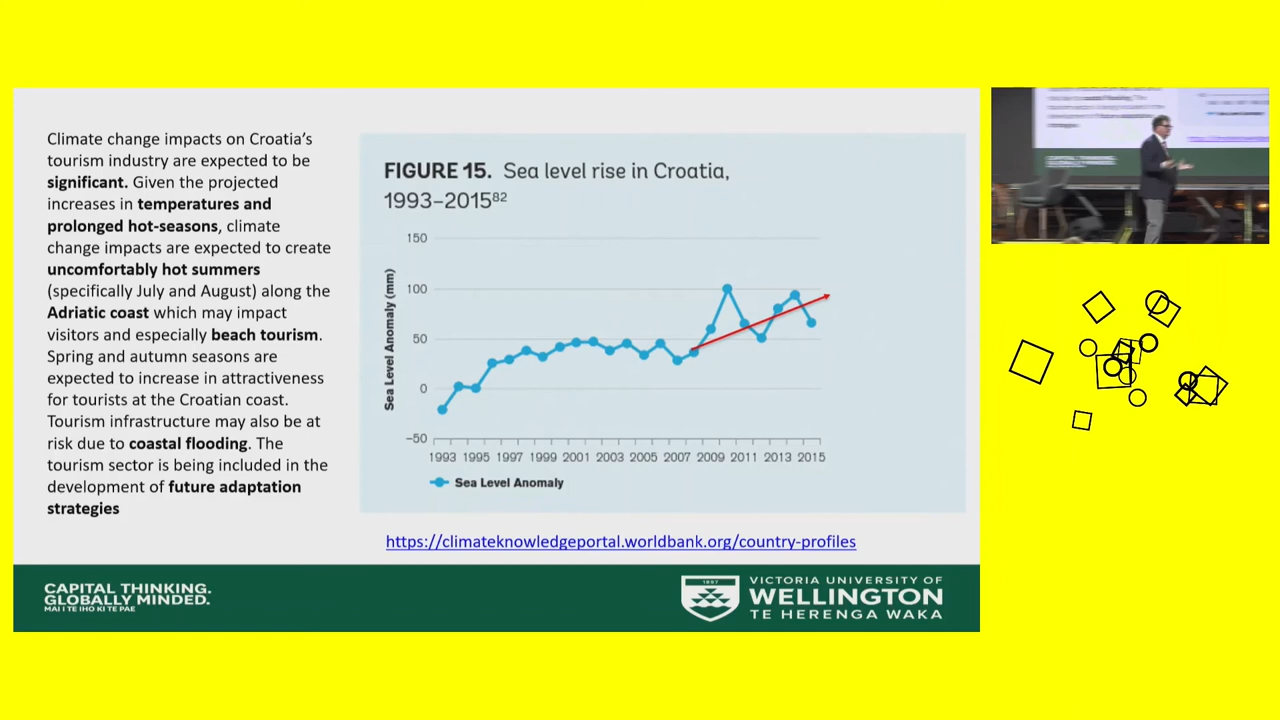 Climate change impacts on Croatia's
tourism industry are expected to be
significant. Given the projected
increases in temperatures and
prolonged hot-seasons, climate
change impacts are expected to create
uncomfortably hot summers
(specifically July and August) along the
Adriatic coast which may impact
visitors and especially beach tourism.
Spring and autumn seasons are
expected to increase in attractiveness
for tourists at the Croatian coast.
Tourism infrastructure may also be at
risk due to coastal flooding. The
tourism sector is being included in the
development of future adaptation
strategies
FIGURE 15. Sea level rise in Croatia,
1993–2015⁸²
Sea Level Anomaly (mm)
150
100
50
0
−50
1993 1995 1997 1999 2001 2003 2005 2007 2009 2011 2013 2015
Sea Level Anomaly
https://climateknowledgeportal.worldbank.org/country-profiles
CAPITAL THINKING.
GLOBALLY MINDED.
MAI I TE IHO KI TE PAE
1897
VICTORIA UNIVERSITY OF
WELLINGTON
TE HERENGA WAKA
CAPITAL THINKING.
GLOBALLY MINDED.